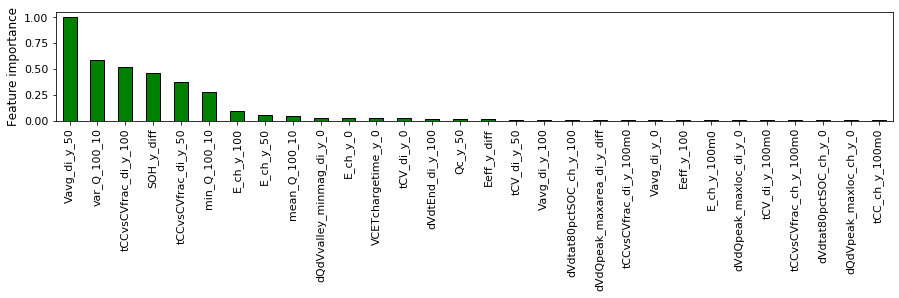 Feature importance
1.00
0.75
0.50
0.25
0.00
Vavg_di_y_50
var_Q_100_10
tCCvsCVfrac_di_y_100
SOH_y_diff
tCCvsCVfrac_di_y_50
min_Q_100_10
E_ch_y_100
E_ch_y_50
mean_Q_100_10
dQdVvalley_minmag_di_y_0
E_ch_y_0
VCETchargetime_y_0
tCV_di_y_0
dVdtEnd_di_y_100
Qc_y_50
Eeff_y_diff
tCV_di_y_50
Vavg_di_y_100
dVdtat80pctSOC_ch_y_100
dVdQpeak_maxarea_di_y_diff
tCCvsCVfrac_di_y_100m0
Vavg_di_y_0
Eeff_y_100
E_ch_y_100m0
dVdQpeak_maxloc_di_y_0
tCV_di_y_100m0
tCCvsCVfrac_ch_y_100m0
dVdtat80pctSOC_ch_y_0
dQdVpeak_maxloc_ch_y_0
tCC_ch_y_100m0